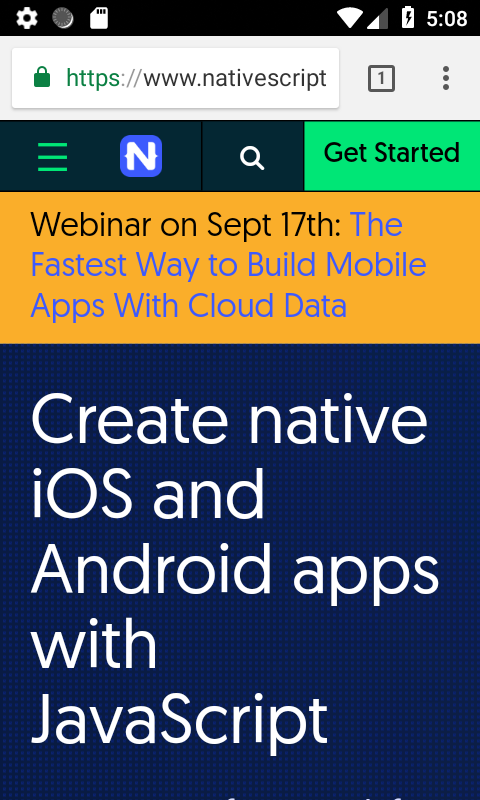 5:08
https://www.nativescript
1
N
Get Started
Webinar on Sept 17th: The
Fastest Way to Build Mobile
Apps With Cloud Data
Create native
iOS and
Android apps
with
JavaScript